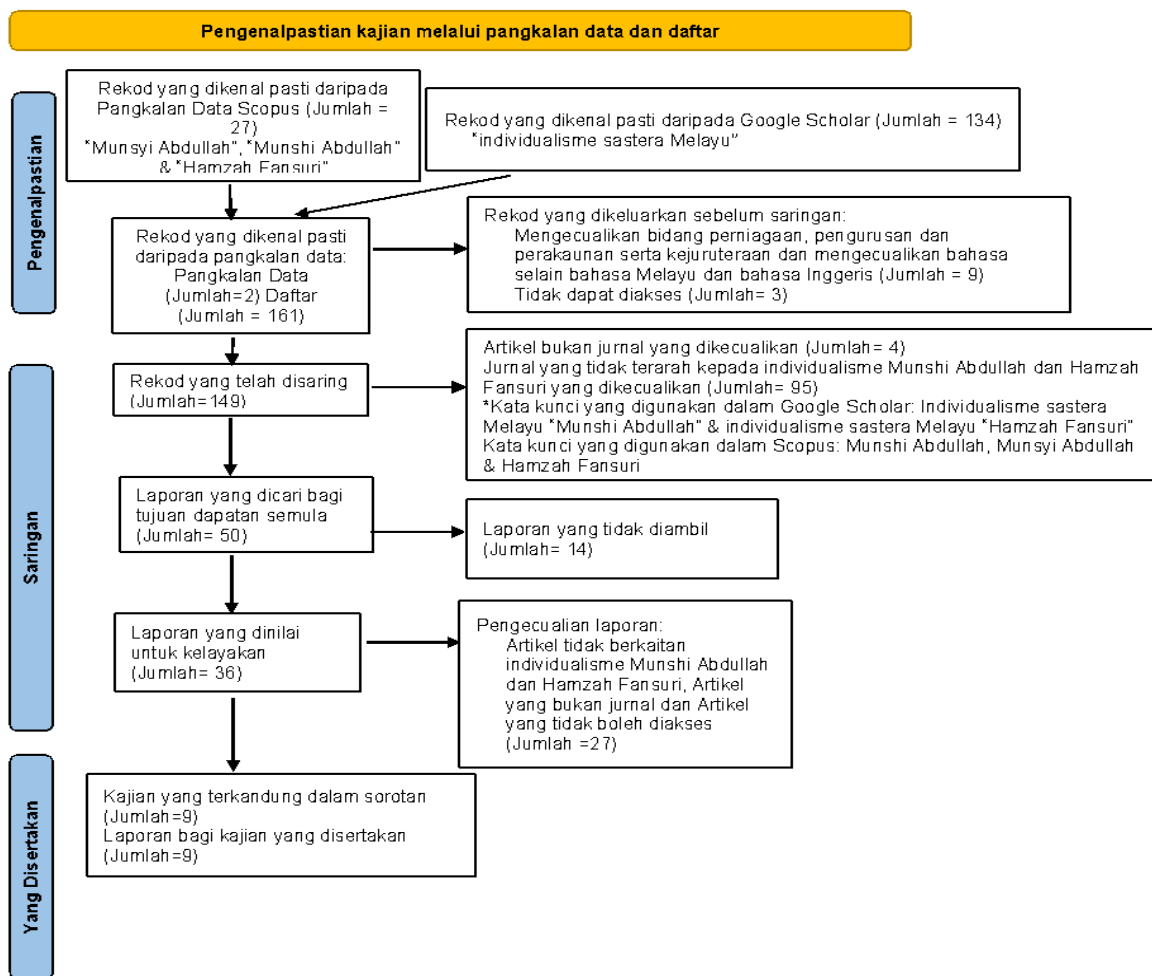 Pengenalpastian kajian melalui pangkalan data dan daftar
Pengenalpastian
Rekod yang dikenal pasti daripada
Pangkalan Data Scopus (Jumlah =
27)
"Munsyi Abdullah", "Munshi Abdullah"
& "Hamzah Fansuri"
Rekod yang dikenal pasti daripada Google Scholar (Jumlah = 134)
"individualisme sastera Melayu"
Rekod yang dikenal pasti
daripada pangkalan data:
Pangkalan Data
(Jumlah=2) Daftar
(Jumlah = 161)
Rekod yang dikeluarkan sebelum saringan:
Mengecualikan bidang perniagaan, pengurusan dan
perakaunan serta kejuruteraan dan mengecualikan bahasa
selain bahasa Melayu dan bahasa Inggeris (Jumlah = 9)
Tidak dapat diakses (Jumlah= 3)
Saringan
Rekod yang telah disaring
(Jumlah=149)
Artikel bukan jurnal yang dikecualikan (Jumlah= 4)
Jurnal yang tidak terarah kepada individualisme Munshi Abdullah dan Hamzah
Fansuri yang dikecualikan (Jumlah= 95)
*Kata kunci yang digunakan dalam Google Scholar: Individualisme sastera
Melayu "Munshi Abdullah" & individualisme sastera Melayu "Hamzah Fansuri"
Kata kunci yang digunakan dalam Scopus: Munshi Abdullah, Munsyi Abdullah
& Hamzah Fansuri
Laporan yang dicari bagi
tujuan dapatan semula
(Jumlah= 50)
Laporan yang tidak diambil
(Jumlah= 14)
Laporan yang dinilai
untuk kelayakan
(Jumlah= 36)
Pengecualian laporan:
Artikel tidak berkaitan
individualisme Munshi Abdullah
dan Hamzah Fansuri, Artikel
yang bukan jurnal dan Artikel
yang tidak boleh diakses
(Jumlah =27)
Yang Disertakan
Kajian yang terkandung dalam sorotan
(Jumlah=9)
Laporan bagi kajian yang disertakan
(Jumlah=9)